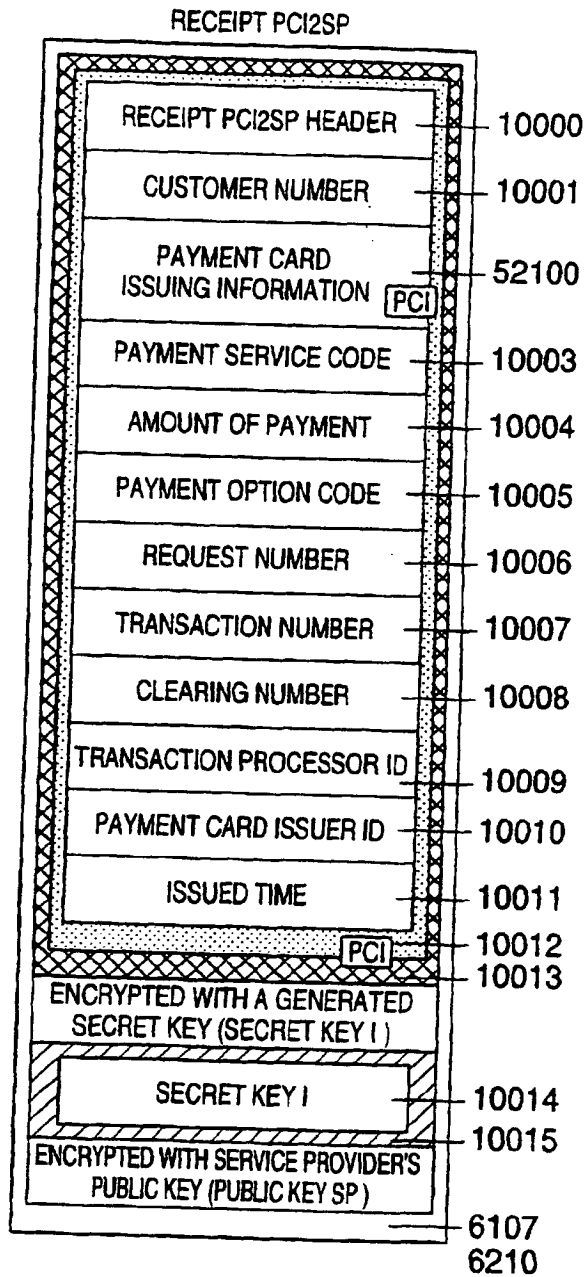 RECEIPT PCI2SP
RECEIPT PCI2SP HEADER 10000
CUSTOMER NUMBER 10001
PAYMENT CARD
ISSUING INFORMATION 52100
PCI
PAYMENT SERVICE CODE 10003
AMOUNT OF PAYMENT 10004
PAYMENT OPTION CODE 10005
REQUEST NUMBER 10006
TRANSACTION NUMBER 10007
CLEARING NUMBER 10008
TRANSACTION PROCESSOR ID 10009
PAYMENT CARD ISSUER ID 10010
ISSUED TIME 10011
10012
PCI
10013
ENCRYPTED WITH A GENERATED
SECRET KEY (SECRET KEY I)
SECRET KEY I 10014
10015
ENCRYPTED WITH SERVICE PROVIDER'S
PUBLIC KEY (PUBLIC KEY SP)
6107
6210